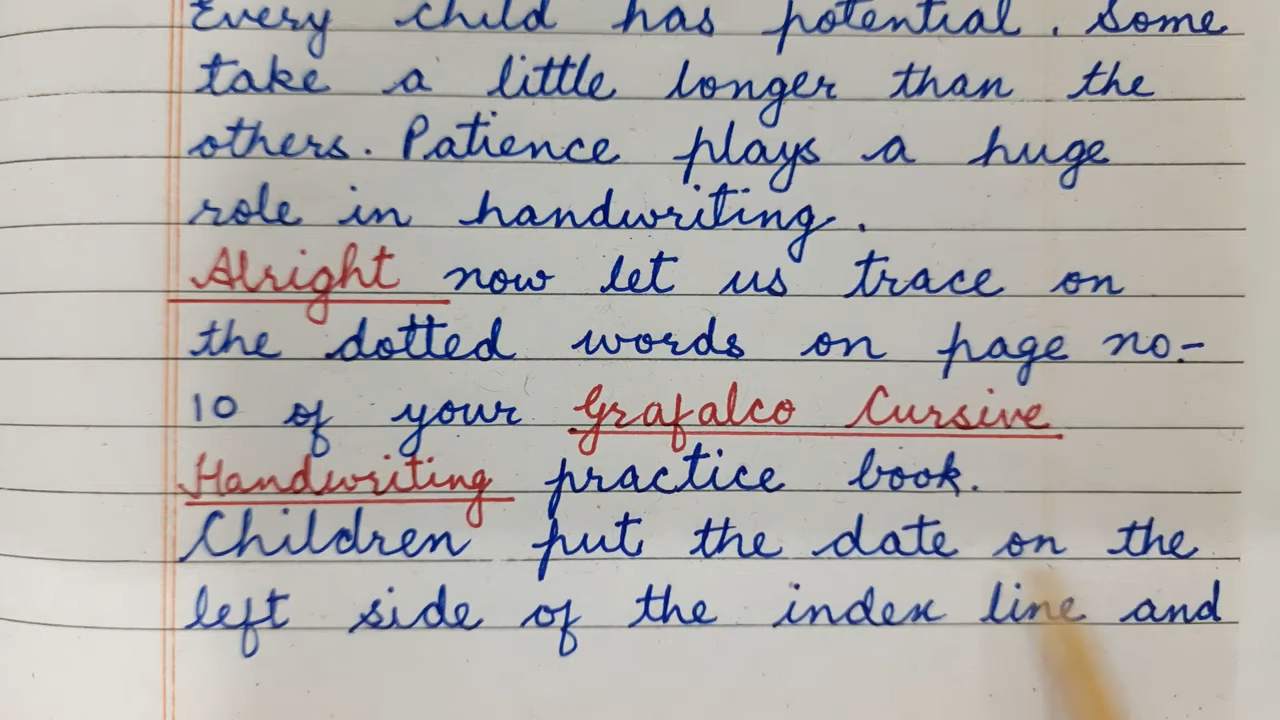 Every child has potential. Some
take a little longer than the
others. Patience plays a huge
role in handwriting.
Alright now let us trace on
the dotted words on page no.-
10 of your Grafalco Cursive
Handwriting practice book.
Children put the date on the
left side of the index line and